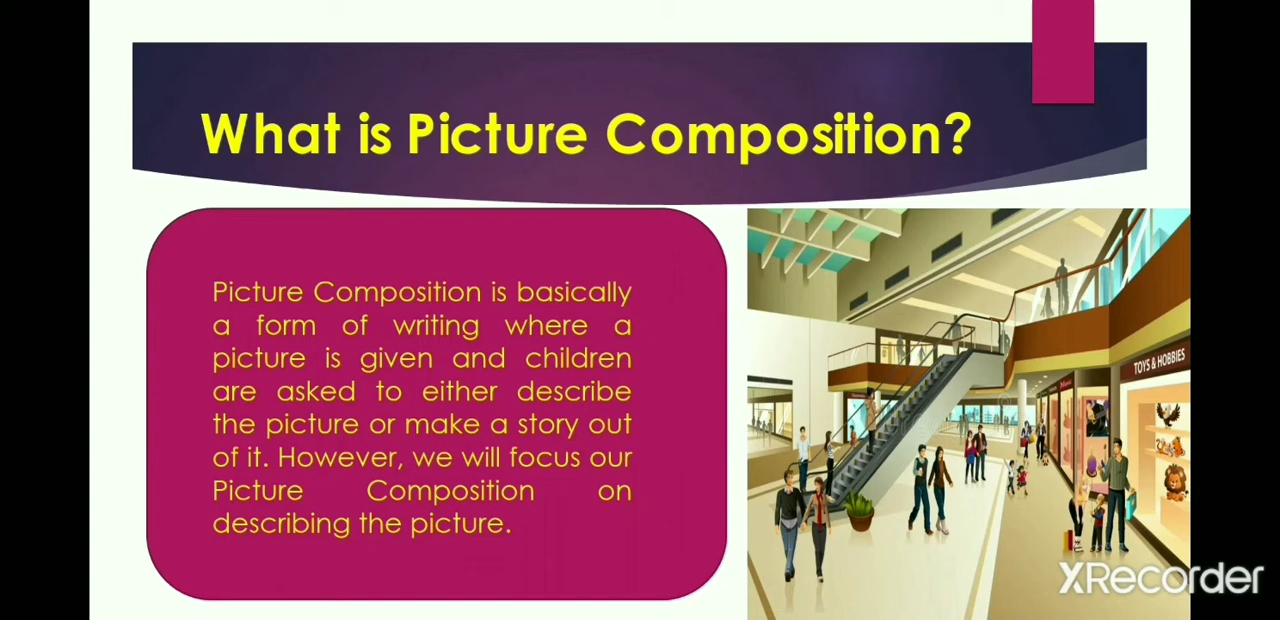 What is Picture Composition?
Picture Composition is basically
a form of writing where a
picture is given and children
are asked to either describe
the picture or make a story out
of it. However, we will focus our
Picture Composition on
describing the picture.
TOYS & HOBBIES
XRecorder